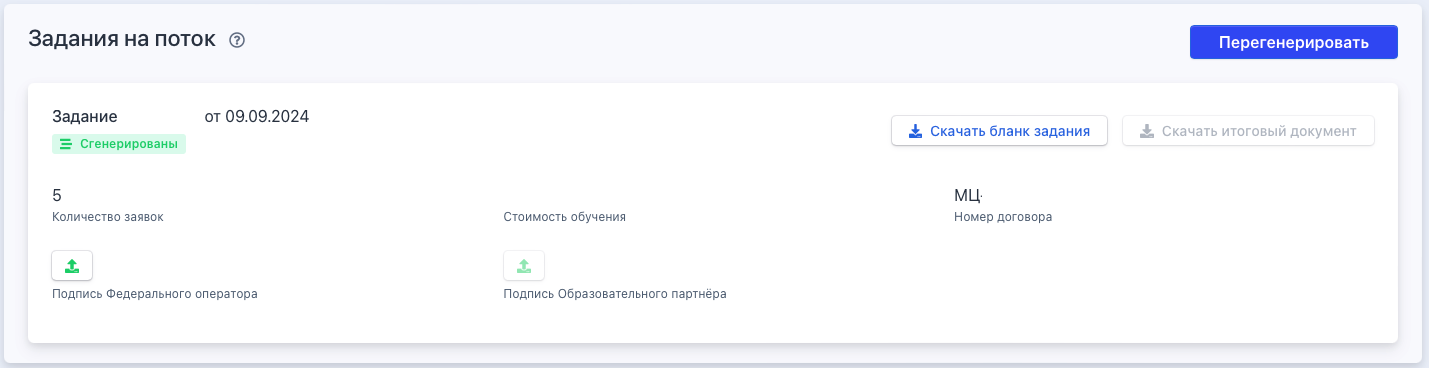 Задания на поток
Перегенерировать
Задание от 09.09.2024
Сгенерированы
Скачать бланк задания
Скачать итоговый документ
5
Количество заявок
Стоимость обучения
МЦ-
Номер договора
Подпись Федерального оператора
Подпись Образовательного партнёра